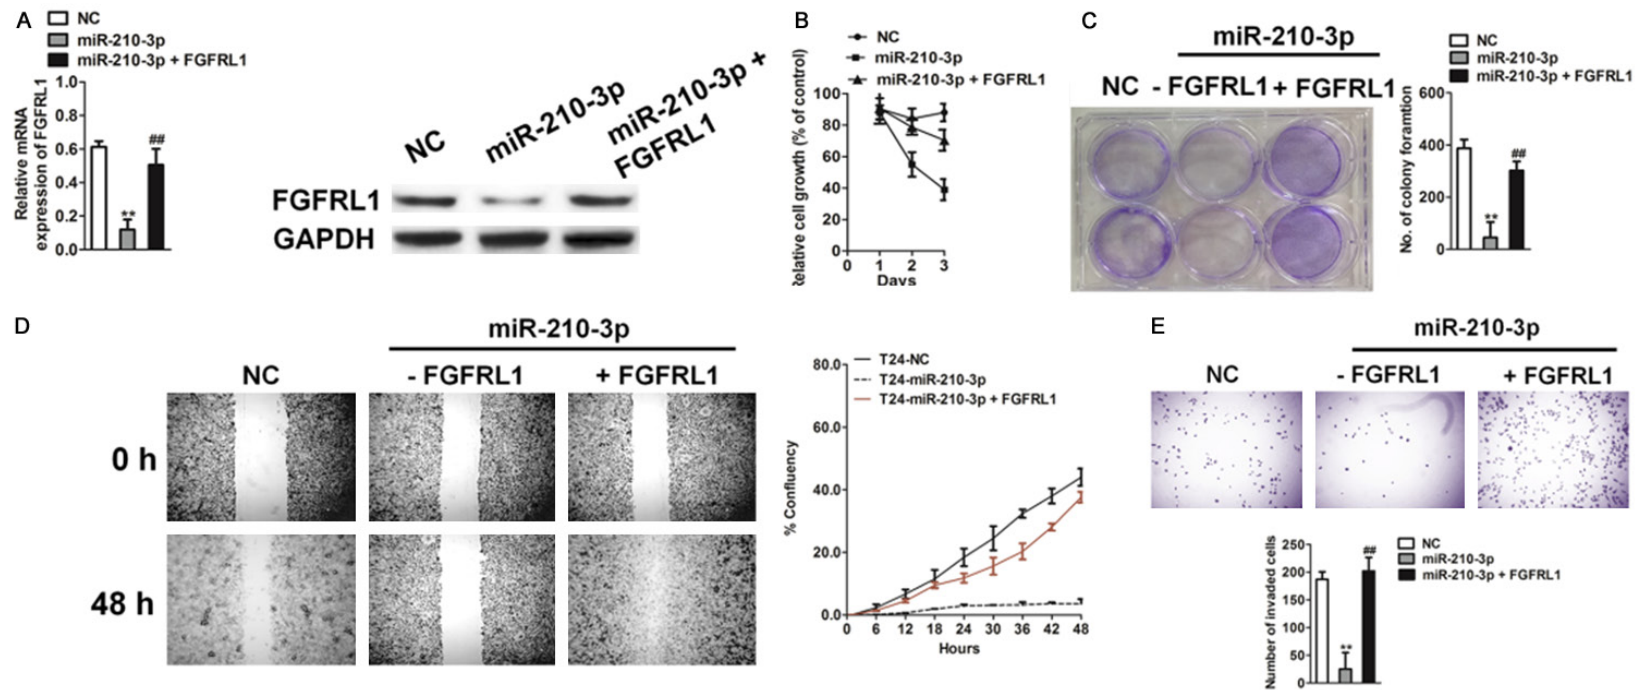 A
NC
miR-210-3p
miR-210-3p + FGFRL1
Relative mRNA
expression of FGFRL1
1.0
0.8
0.6
0.4
0.2
0.0
**
##
NC
miR-210-3p
miR-210-3p +
FGFRL1
FGFRL1
GAPDH
B
NC
miR-210-3p
miR-210-3p + FGFRL1
Relative cell growth (% of control)
100
80
60
40
20
0
0 1 2 3
Days
C
miR-210-3p
NC - FGFRL1 + FGFRL1
NC
miR-210-3p
miR-210-3p + FGFRL1
No. of colony foramtion
600
400
200
0
**
##
D
miR-210-3p
NC - FGFRL1 + FGFRL1
0 h
48 h
T24-NC
T24-miR-210-3p
T24-miR-210-3p + FGFRL1
% Confluency
80.0
60.0
40.0
20.0
0.0
0 6 12 18 24 30 36 42 48
Hours
E
miR-210-3p
NC - FGFRL1 + FGFRL1
NC
miR-210-3p
miR-210-3p + FGFRL1
Number of invaded cells
250
200
150
100
50
0
**
##